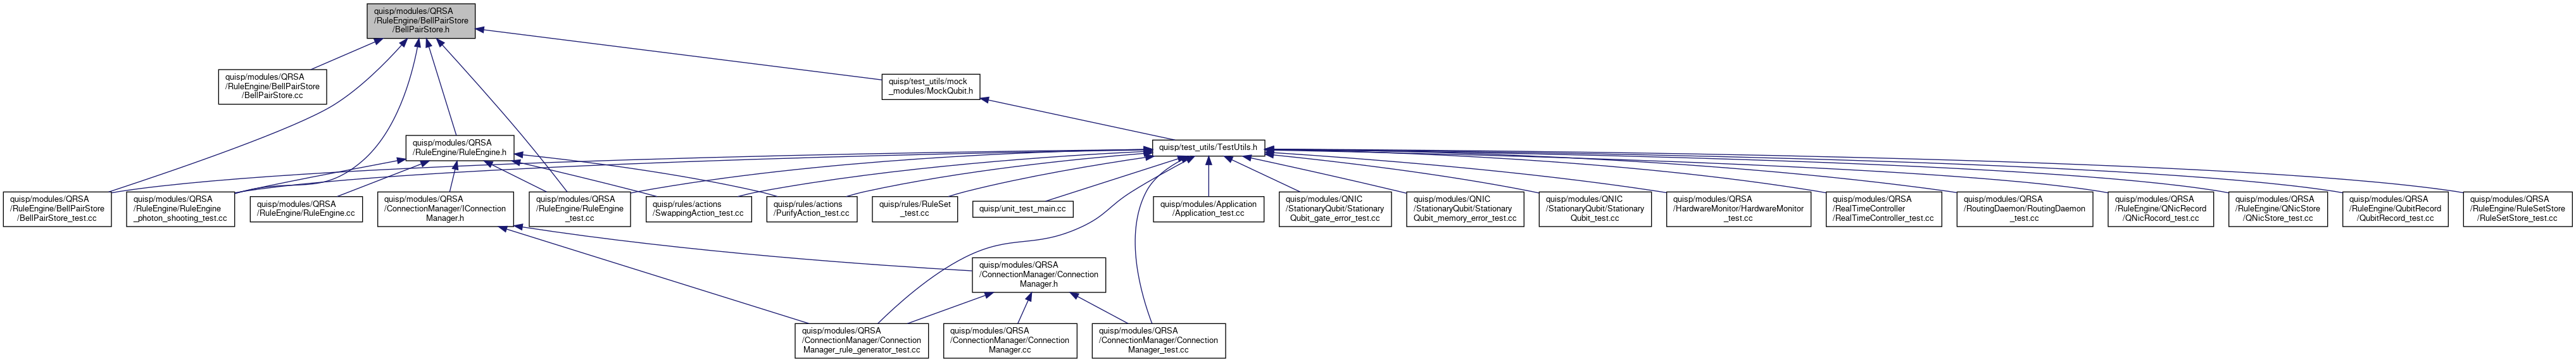 quisp/modules/QRSA
/RuleEngine/BellPairStore
/BellPairStore.h
quisp/modules/QRSA
/RuleEngine/BellPairStore
/BellPairStore.cc
quisp/test_utils/mock
_modules/MockQubit.h
quisp/modules/QRSA
/RuleEngine/RuleEngine.h
quisp/test_utils/TestUtils.h
quisp/modules/QRSA
/RuleEngine/BellPairStore
/BellPairStore_test.cc
quisp/modules/QRSA
/RuleEngine/RuleEngine
_photon_shooting_test.cc
quisp/modules/QRSA
/RuleEngine/RuleEngine.cc
quisp/modules/QRSA
/ConnectionManager/IConnection
Manager.h
quisp/modules/QRSA
/RuleEngine/RuleEngine
_test.cc
quisp/rules/actions
/SwappingAction_test.cc
quisp/rules/actions
/PurifyAction_test.cc
quisp/rules/RuleSet
_test.cc
quisp/unit_test_main.cc
quisp/modules/Application
/Application_test.cc
quisp/modules/QNIC
/StationaryQubit/Stationary
Qubit_gate_error_test.cc
quisp/modules/QNIC
/StationaryQubit/Stationary
Qubit_memory_error_test.cc
quisp/modules/QNIC
/StationaryQubit/Stationary
Qubit_test.cc
quisp/modules/QRSA
/HardwareMonitor/HardwareMonitor
_test.cc
quisp/modules/QRSA
/RealTimeController
/RealTimeController_test.cc
quisp/modules/QRSA
/RoutingDaemon/RoutingDaemon
_test.cc
quisp/modules/QRSA
/RuleEngine/QNicRecord
/QNicRocord_test.cc
quisp/modules/QRSA
/RuleEngine/QNicStore
/QNicStore_test.cc
quisp/modules/QRSA
/RuleEngine/QubitRecord
/QubitRecord_test.cc
quisp/modules/QRSA
/RuleEngine/RuleSetStore
/RuleSetStore_test.cc
quisp/modules/QRSA
/ConnectionManager/Connection
Manager.h
quisp/modules/QRSA
/ConnectionManager/Connection
Manager_rule_generator_test.cc
quisp/modules/QRSA
/ConnectionManager/Connection
Manager.cc
quisp/modules/QRSA
/ConnectionManager/Connection
Manager_test.cc